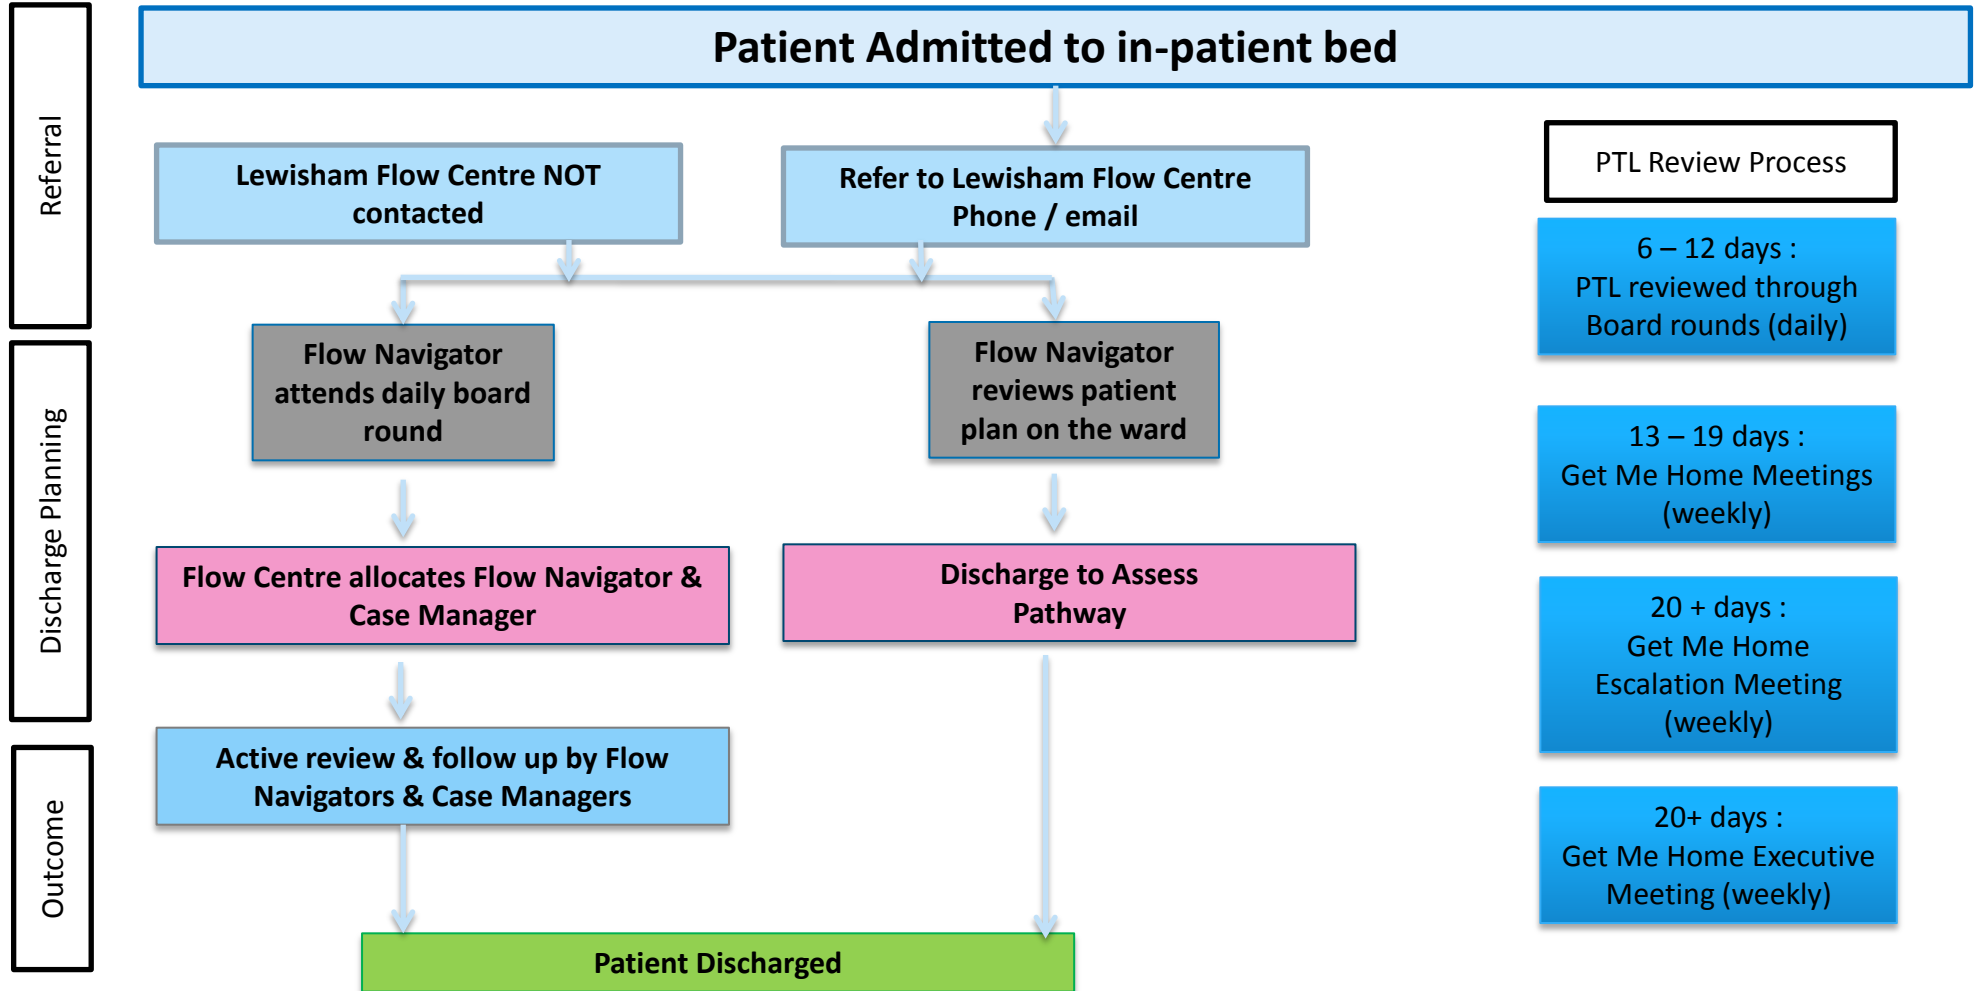 Patient Admitted to in-patient bed
Referral
Lewisham Flow Centre NOT
contacted
Refer to Lewisham Flow Centre
Phone / email
PTL Review Process
6 – 12 days :
PTL reviewed through
Board rounds (daily)
Discharge Planning
Flow Navigator
attends daily board
round
Flow Navigator
reviews patient
plan on the ward
13 – 19 days :
Get Me Home Meetings
(weekly)
Flow Centre allocates Flow Navigator &
Case Manager
Discharge to Assess
Pathway
20 + days :
Get Me Home
Escalation Meeting
(weekly)
Outcome
Active review & follow up by Flow
Navigators & Case Managers
20+ days :
Get Me Home Executive
Meeting (weekly)
Patient Discharged